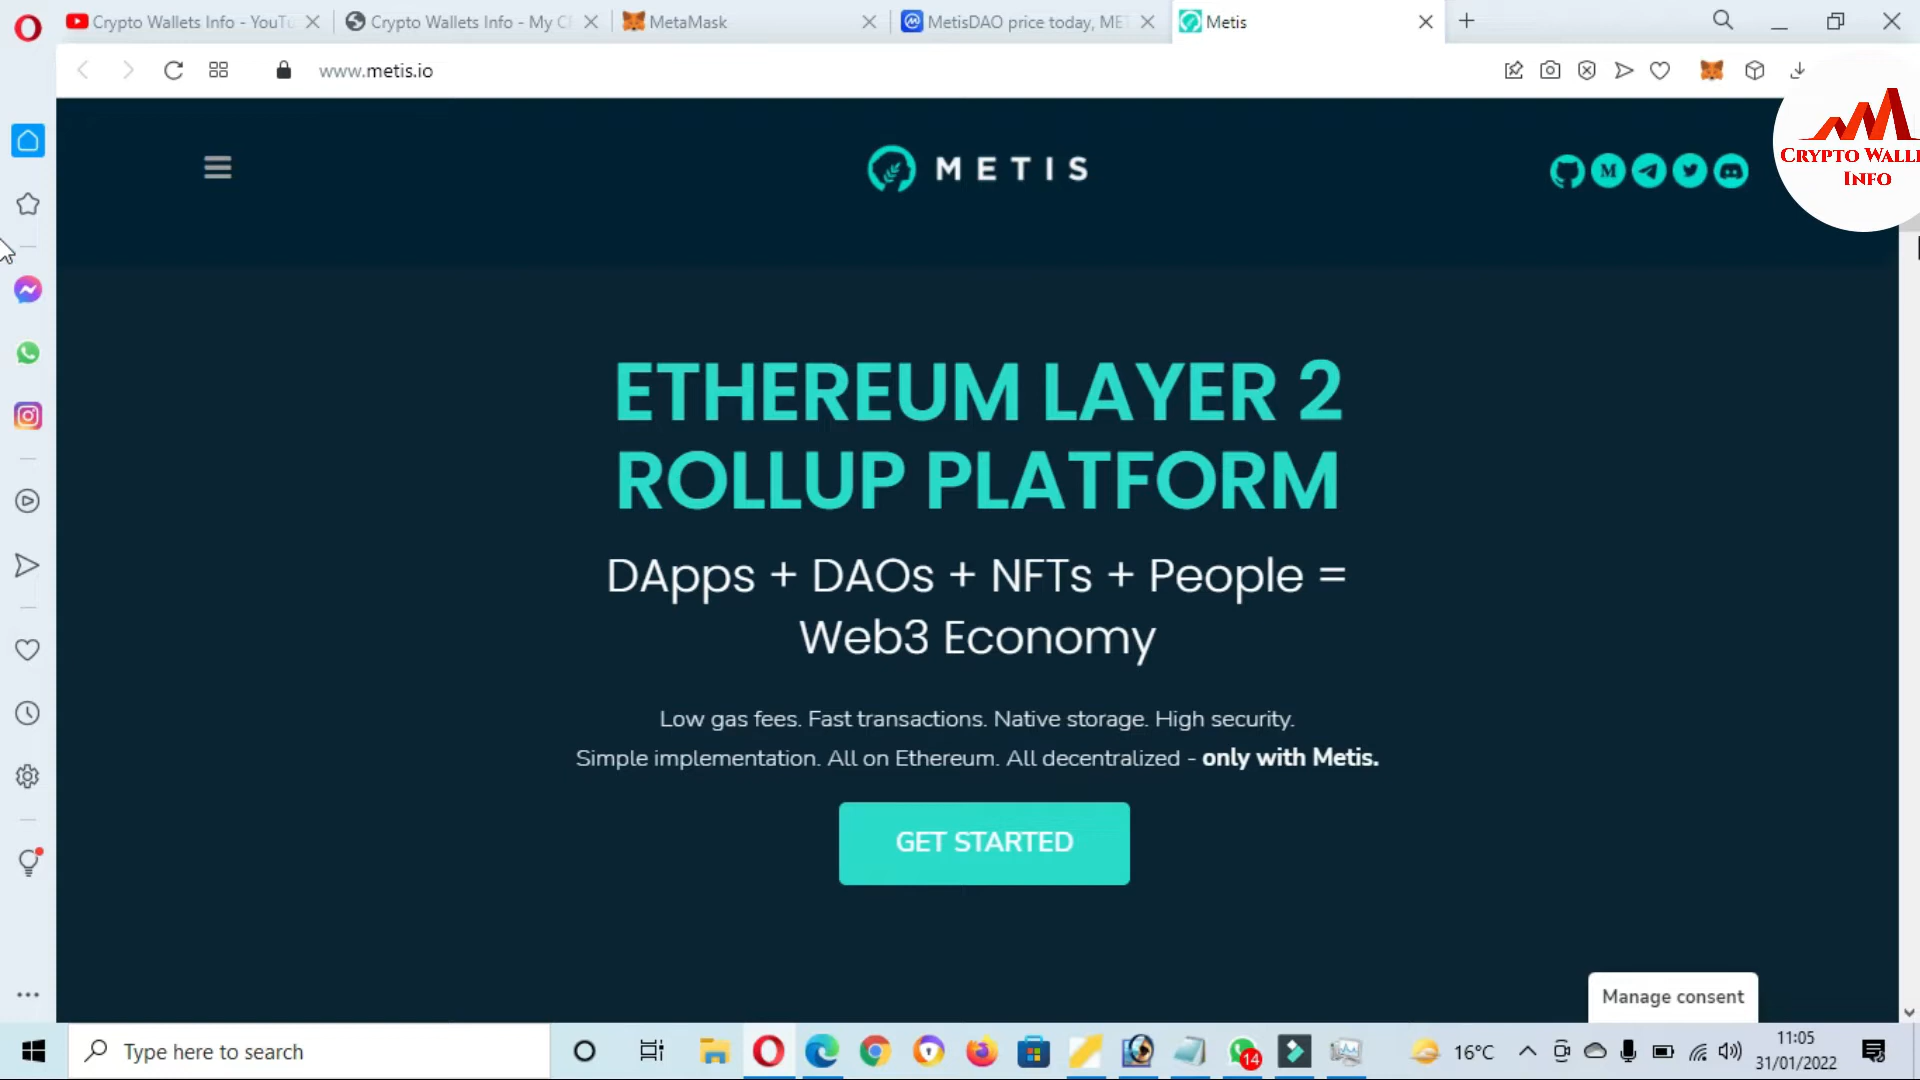 Crypto Wallets Info - YouTu
Crypto Wallets Info - My C
MetaMask
MetisDAO price today, MET
Metis
www.metis.io
METIS
CRYPTO WALLE
INFO
ETHEREUM LAYER 2
ROLLUP PLATFORM
DApps + DAOs + NFTs + People =
Web3 Economy
Low gas fees. Fast transactions. Native storage. High security.
Simple implementation. All on Ethereum. All decentralized - only with Metis.
GET STARTED
Manage consent
Type here to search
14
16°C
11:05
31/01/2022